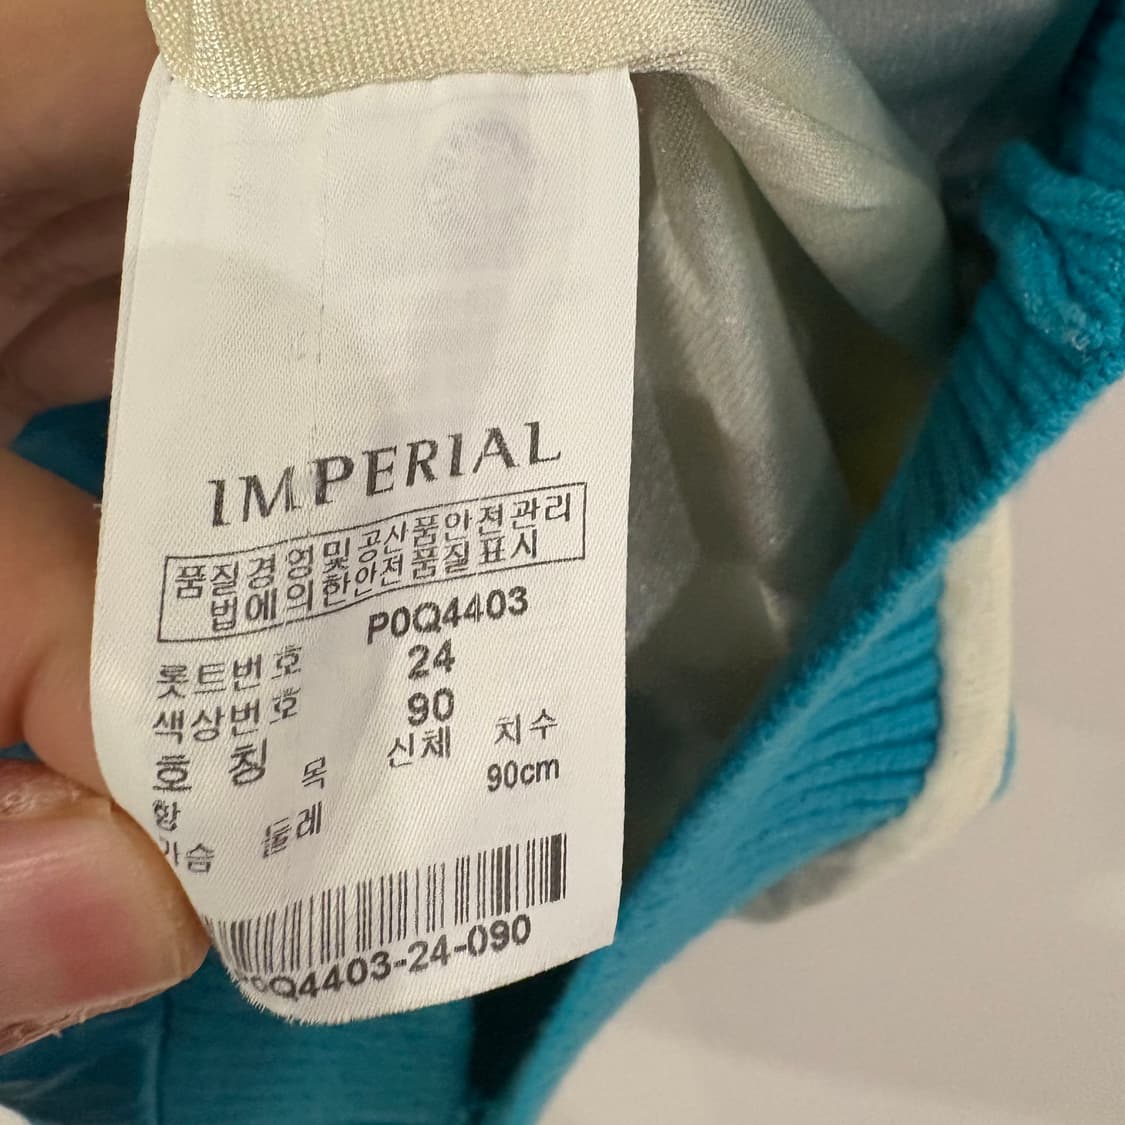 IMPERIAL
품질경영및공산품안전관리
법에의한안전품질표시
롯트번호 P0Q4403
색상번호 24
호 칭 90
항 목 신체 치수
가슴 둘레 90cm
P0Q4403-24-090